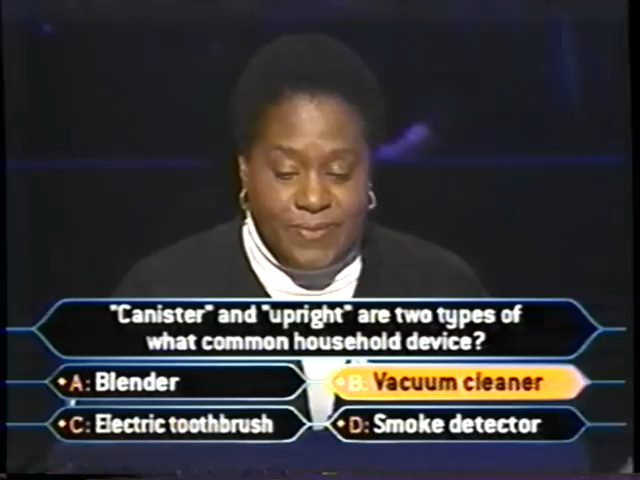 "Canister" and "upright" are two types of
what common household device?
A: Blender
B: Vacuum cleaner
C: Electric toothbrush
D: Smoke detector